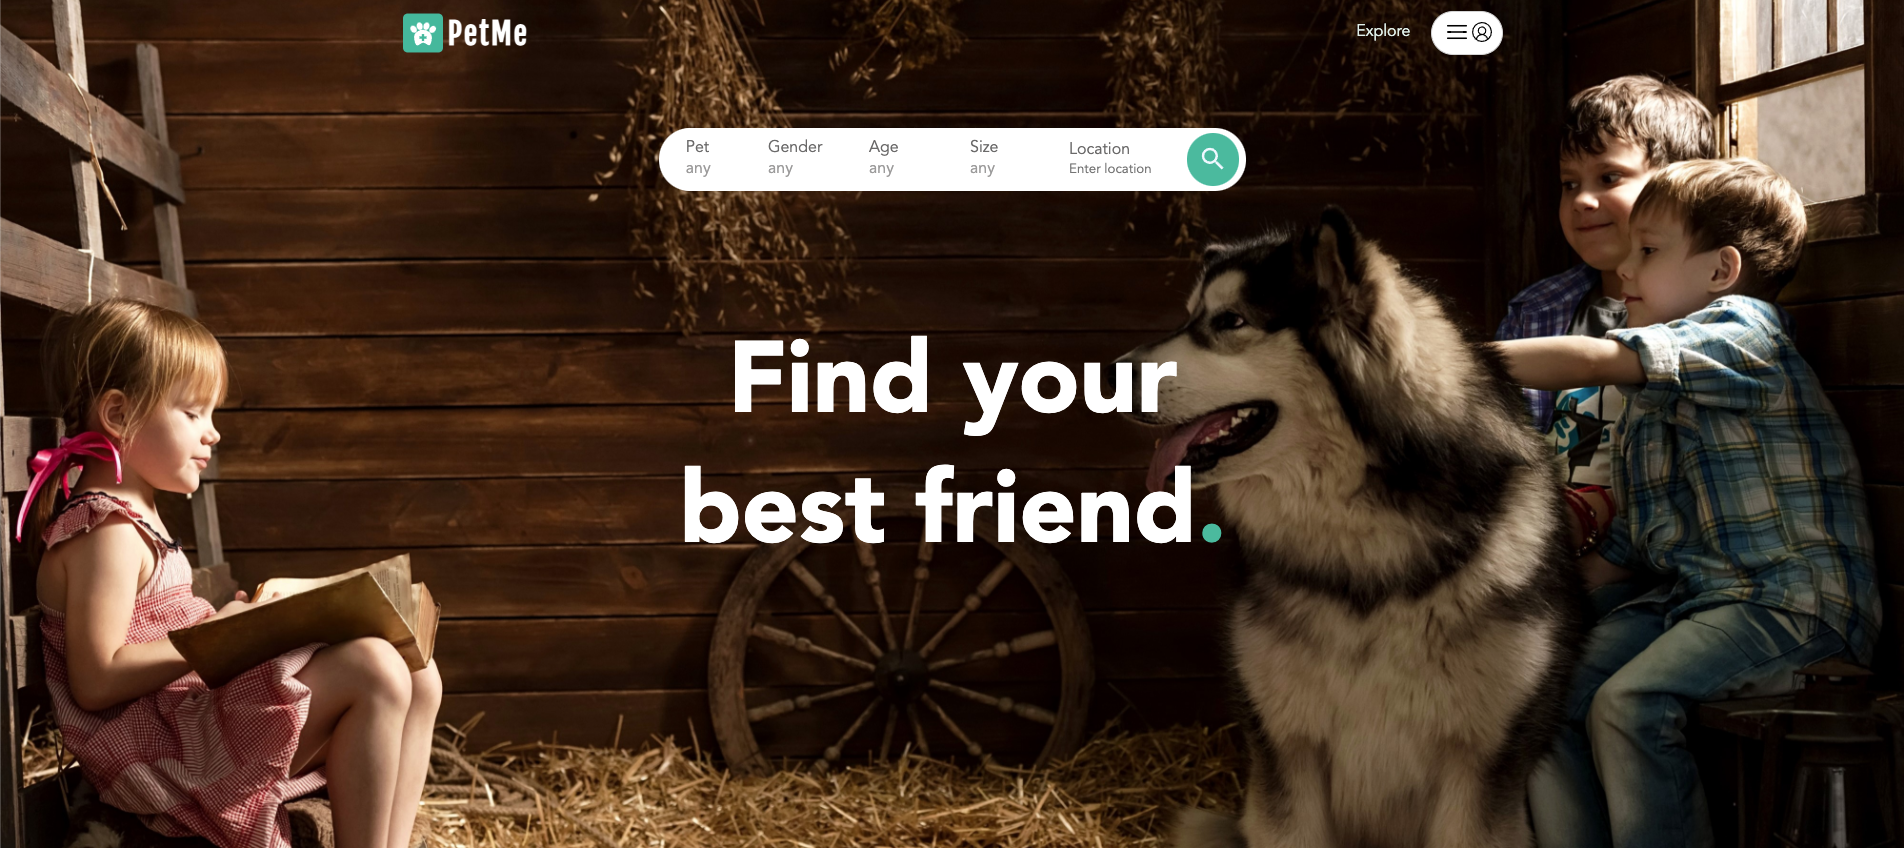 PetMe
Explore
Pet Gender Age Size Location
any any any any Enter location
Find your
best friend.